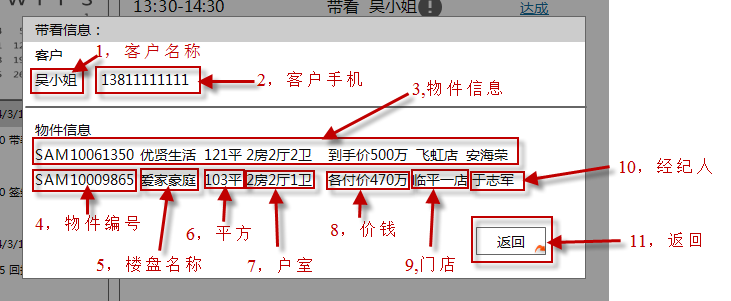 13:30-14:30 带看 吴小姐 达成
带看信息：
客户
1，客户名称
吴小姐 13811111111
2，客户手机
3,物件信息
物件信息
SAM10061350 优贤生活 121平 2房2厅2卫 到手价500万 飞虹店 安海荣
SAM10009865 爱家豪庭 103平 2房2厅1卫 各付价470万 临平一店 于志军
10，经纪人
4，物件编号
6，平方
8，价钱
返回
11，返回
5，楼盘名称
7，户室
9,门店